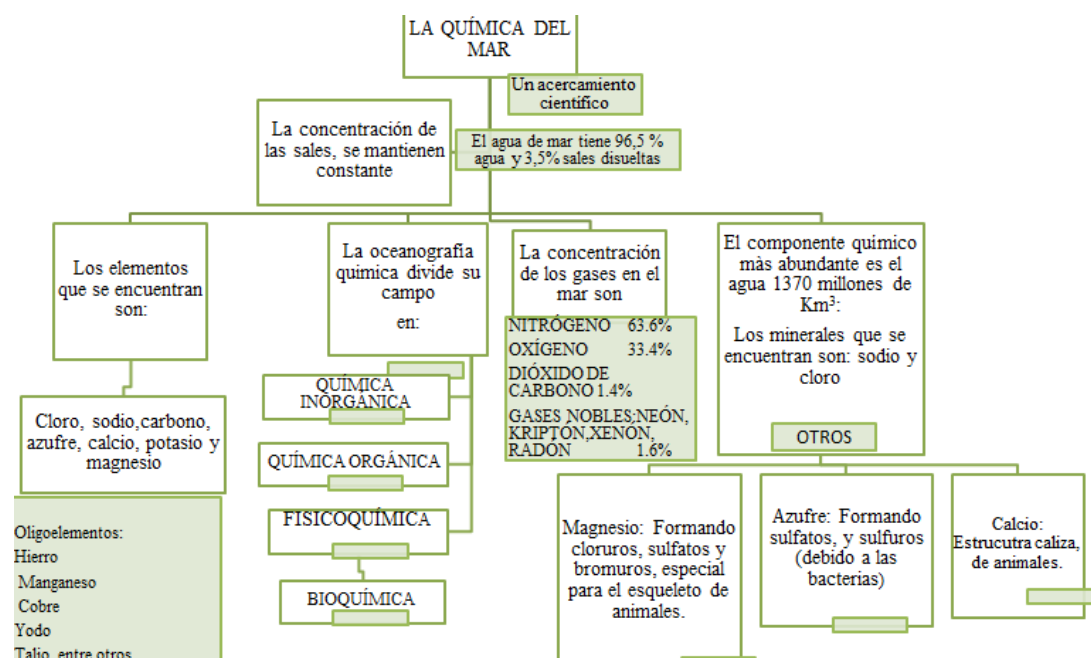 LA QUÍMICA DEL
MAR
Un acercamiento
científico
La concentración de
las sales, se mantienen
constante
El agua de mar tiene 96,5 %
agua y 3,5% sales disueltas
Los elementos
que se encuentran
son:
Cloro, sodio,carbono,
azufre, calcio, potasio y
magnesio
Oligoelementos:
Hierro
Manganeso
Cobre
Yodo
Talio, entre otros
La oceanografía
quimica divide su
campo
en:
QUÍMICA
INORGÁNICA
QUÍMICA ORGÁNICA
FISICOQUÍMICA
BIOQUÍMICA
La concentración
de los gases en el
mar son
NITRÓGENO 63.6%
OXÍGENO 33.4%
DIÓXIDO DE
CARBONO 1.4%
GASES NOBLES:NEÓN,
KRIPTÓN,XENÓN,
RADÓN 1.6%
El componente químico
màs abundante es el
agua 1370 millones de
Km³:
Los minerales que se
encuentran son: sodio y
cloro
OTROS
Magnesio: Formando
cloruros, sulfatos y
bromuros, especial
para el esqueleto de
animales.
Azufre: Formando
sulfatos, y sulfuros
(debido a las
bacterias)
Calcio:
Estrucutra caliza,
de animales.